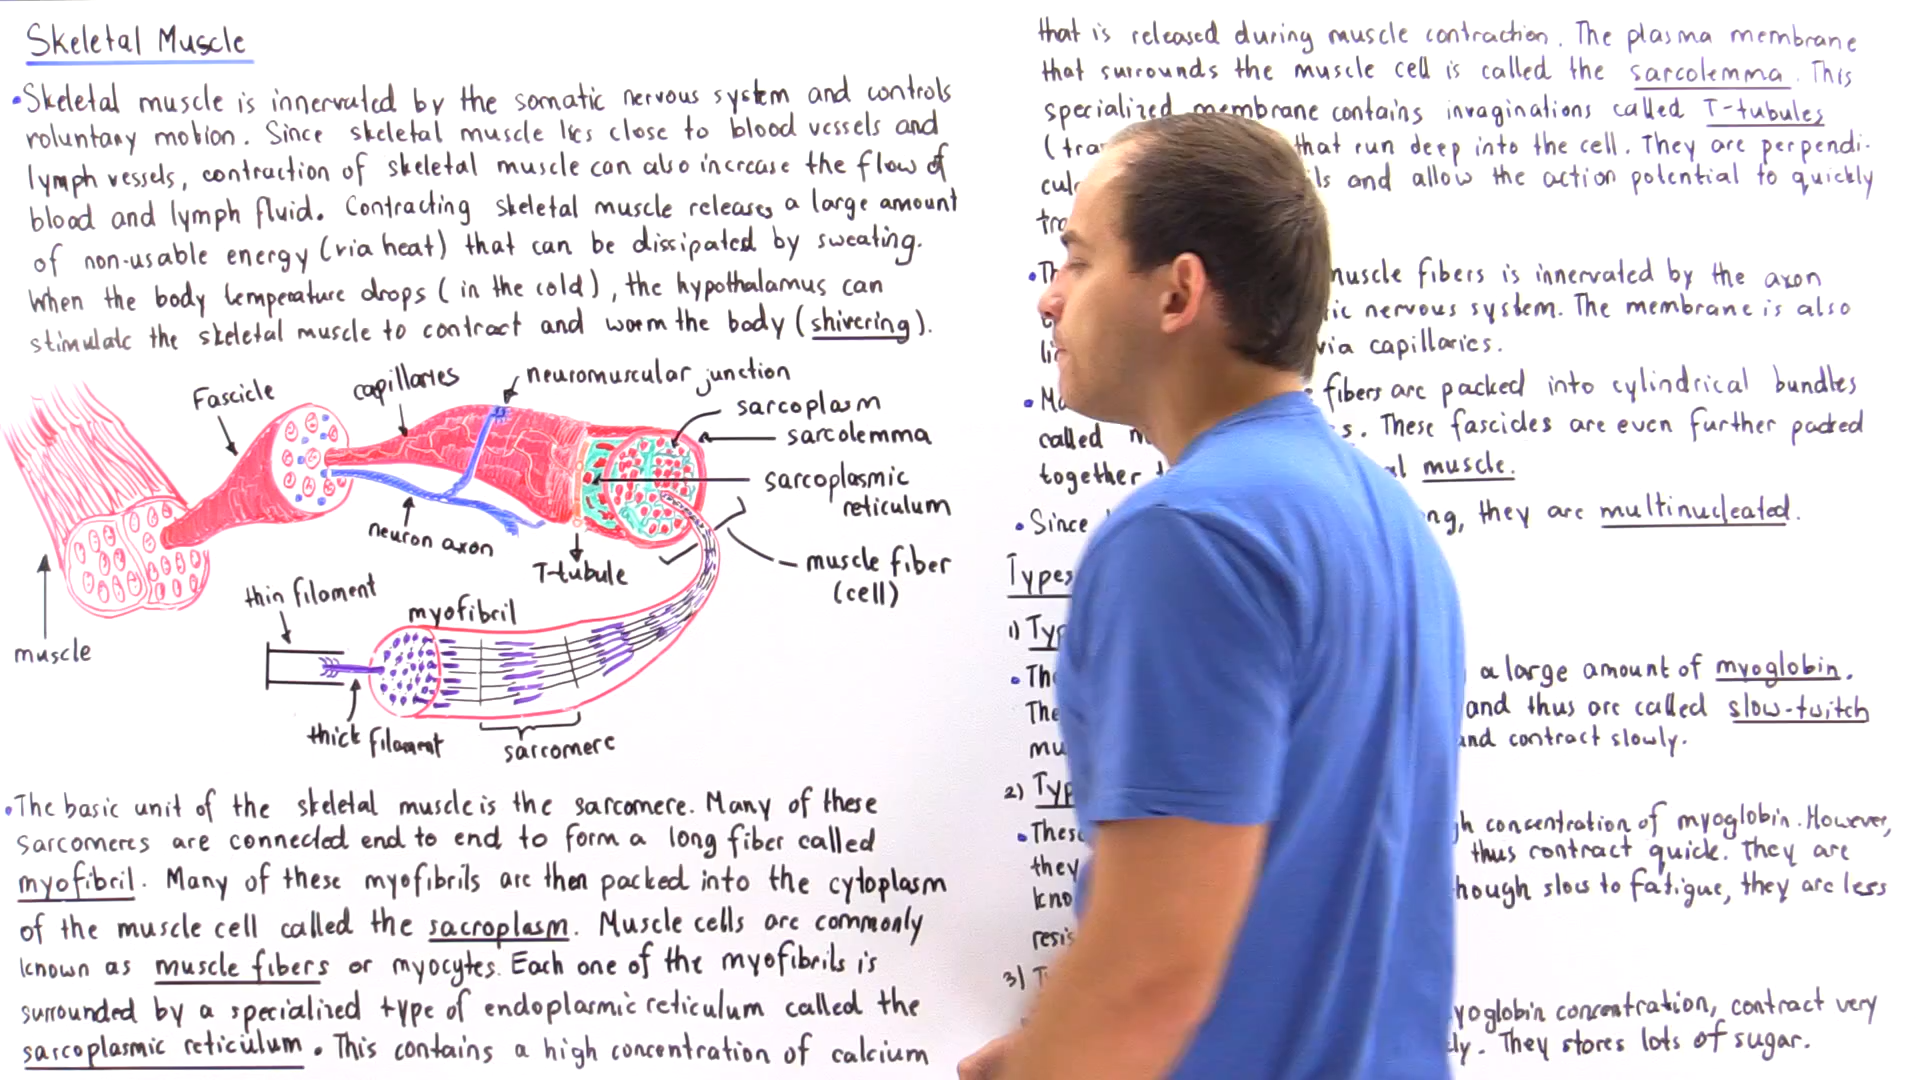 Skeletal Muscle
•Skeletal muscle is innervated by the somatic nervous system and controls
voluntary motion. Since skeletal muscle lies close to blood vessels and
lymph vessels, contraction of skeletal muscle can also increase the flow of
blood and lymph fluid. Contracting skeletal muscle releases a large amount
of non-usable energy (via heat) that can be dissipated by sweating.
When the body temperature drops (in the cold), the hypothalamus can
stimulate the skeletal muscle to contract and warm the body (shivering).
Fascicle
capillaries
neuromuscular junction
sarcoplasm
sarcolemma
sarcoplasmic
reticulum
neuron axon
T-tubule
muscle fiber
(cell)
thin filament
myofibril
muscle
thick filament
sarcomere
•The basic unit of the skeletal muscle is the sarcomere. Many of these
sarcomeres are connected end to end to form a long fiber called
myofibril. Many of these myofibrils are then packed into the cytoplasm
of the muscle cell called the sacroplasm. Muscle cells are commonly
known as muscle fibers or myocytes. Each one of the myofibrils is
surrounded by a specialized type of endoplasmic reticulum called the
sarcoplasmic reticulum. This contains a high concentration of calcium
that is released during muscle contraction. The plasma membrane
that surrounds the muscle cell is called the sarcolemma. This
specialized membrane contains invaginations called T-tubules
that run deep into the cell. They are perpendi-
and allow the action potential to quickly
muscle fibers is innervated by the axon
nervous system. The membrane is also
via capillaries.
fibers are packed into cylindrical bundles
called These fascicles are even further packed
together muscle.
•Since they are multinucleated.
Types
1)
• a large amount of myoglobin.
and thus are called slow-twitch
and contract slowly.
2)
•These concentration of myoglobin. However,
they thus contract quick. They are
though slow to fatigue, they are less
3)
concentration, contract very
They stores lots of sugar.